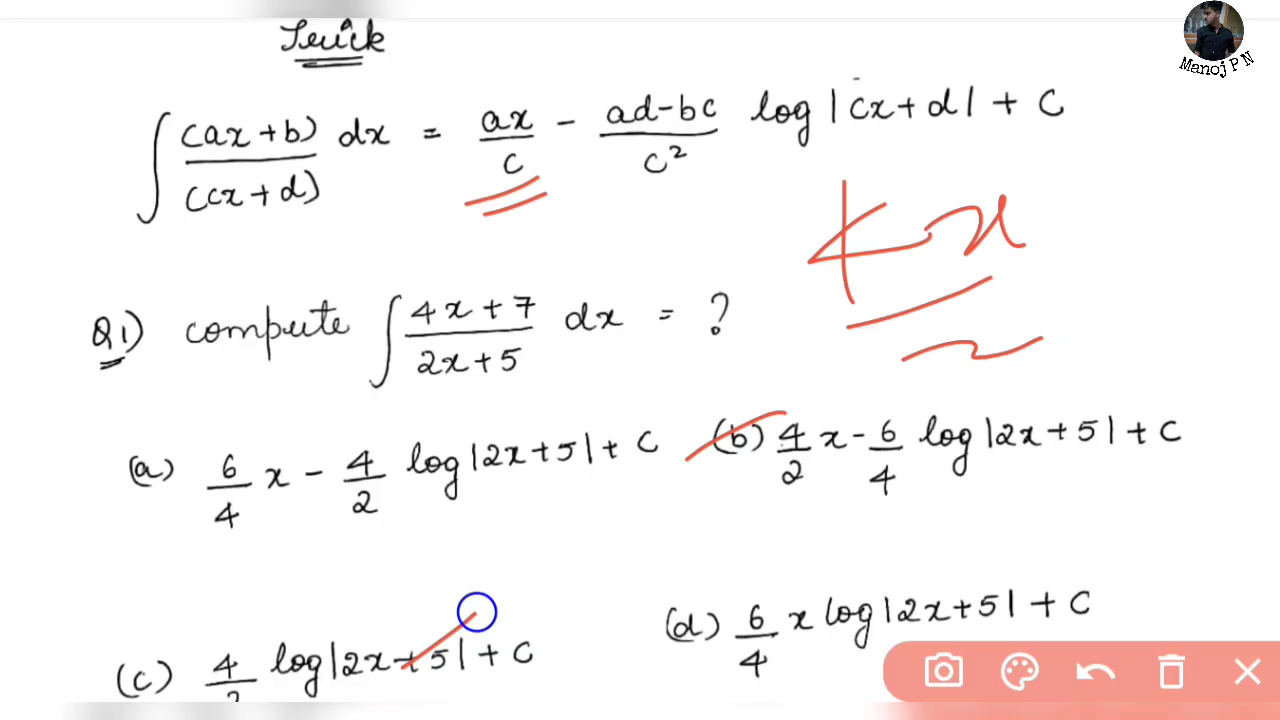 Trick
Manoj P N
∫ (ax+b)/(cx+d) dx = ax/c - ad-bc/c² log|cx+d| + c
x
Q1) compute ∫ 4x+7/2x+5 dx = ?
(a) 6/4 x - 4/2 log|2x+5| + c (b) 4/2 x - 6/4 log|2x+5| + c
(c) 4/2 log|2x+5| + c (d) 6/4 x log|2x+5| + c